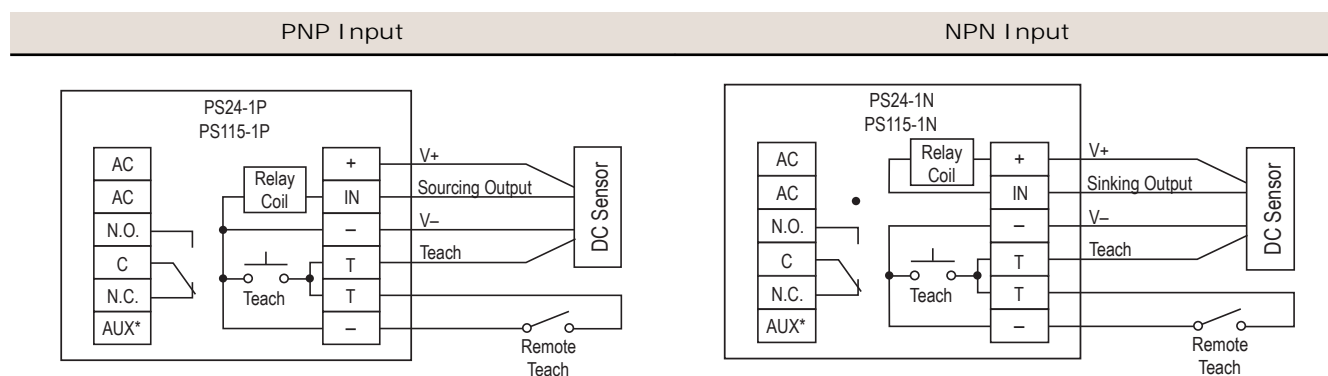 PNP Input
NPN Input
PS24-1P
PS115-1P
AC
AC
N.O.
C
N.C.
AUX*
Relay
Coil
Teach
+
IN
–
T
T
–
V+
Sourcing Output
V–
Teach
DC Sensor
Remote
Teach
PS24-1N
PS115-1N
AC
AC
N.O.
C
N.C.
AUX*
Relay
Coil
Teach
+
IN
–
T
T
–
V+
Sinking Output
V–
Teach
DC Sensor
Remote
Teach